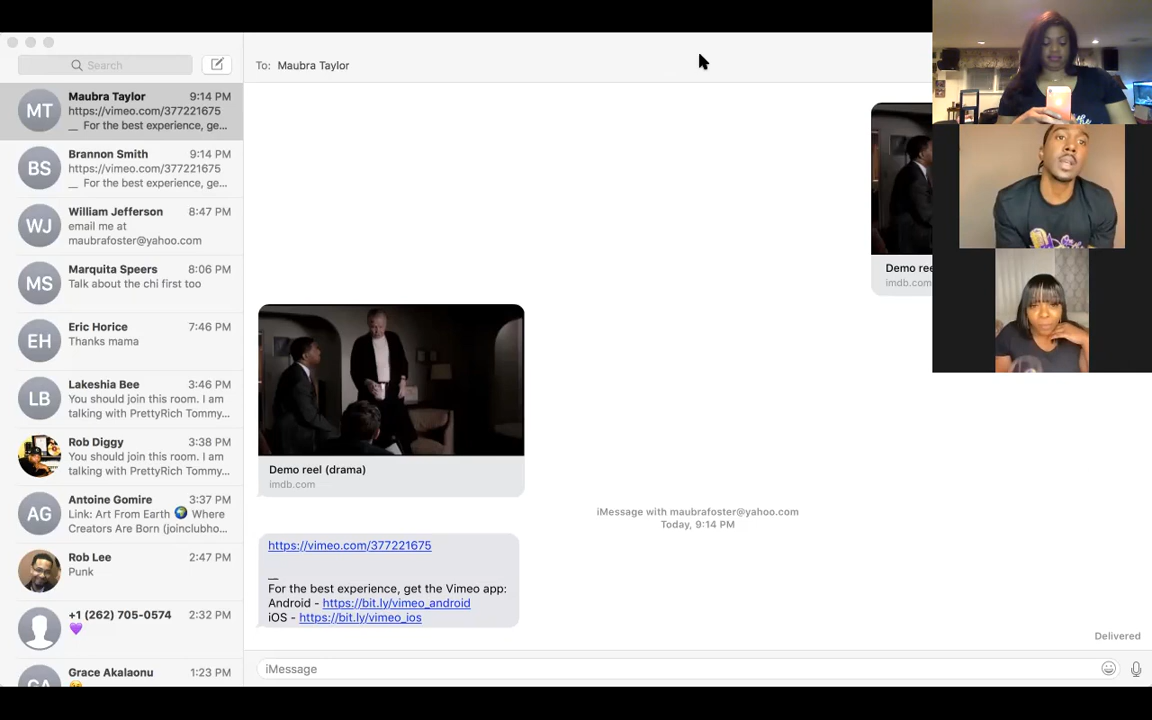 Search
To: Maubra Taylor
MT
Maubra Taylor 9:14 PM
https://vimeo.com/377221675
__ For the best experience, ge...
BS
Brannon Smith 9:14 PM
https://vimeo.com/377221675
__ For the best experience, ge...
WJ
William Jefferson 8:47 PM
email me at
maubrafoster@yahoo.com
MS
Marquita Speers 8:06 PM
Talk about the chi first too
EH
Eric Horice 7:46 PM
Thanks mama
LB
Lakeshia Bee 3:46 PM
You should join this room. I am
talking with PrettyRich Tommy...
Rob Diggy 3:38 PM
You should join this room. I am
talking with PrettyRich Tommy...
AG
Antoine Gomire 3:37 PM
Link: Art From Earth 🌍 Where
Creators Are Born (joinclubho...
Rob Lee 2:47 PM
Punk
+1 (262) 705-0574 2:32 PM
💜
Grace Akalaonu 1:23 PM
Demo ree
imdb.com
Demo reel (drama)
imdb.com
iMessage with maubrafoster@yahoo.com
Today, 9:14 PM
https://vimeo.com/377221675
__
For the best experience, get the Vimeo app:
Android - https://bit.ly/vimeo_android
iOS - https://bit.ly/vimeo_ios
Delivered
iMessage